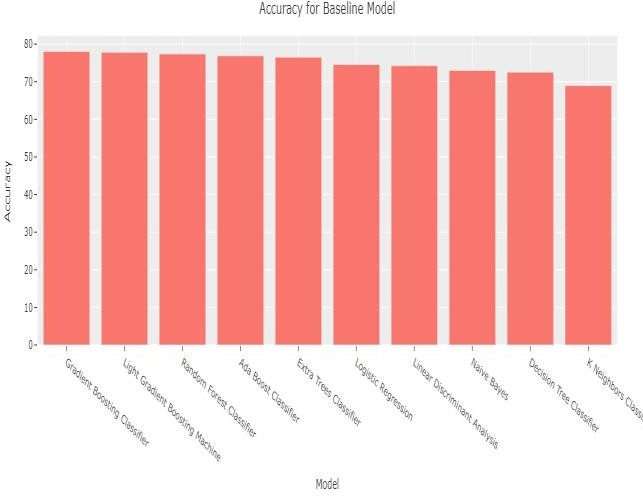 Accuracy for Baseline Model
Accuracy
80
70
60
50
40
30
20
10
0
Gradient Boosting Classifier
Light Gradient Boosting Machine
Random Forest Classifier
Ada Boost Classifier
Extra Trees Classifier
Logistic Regression
Linear Discriminant Analysis
Naive Bayes
Decision Tree Classifier
K Neighbors
Model